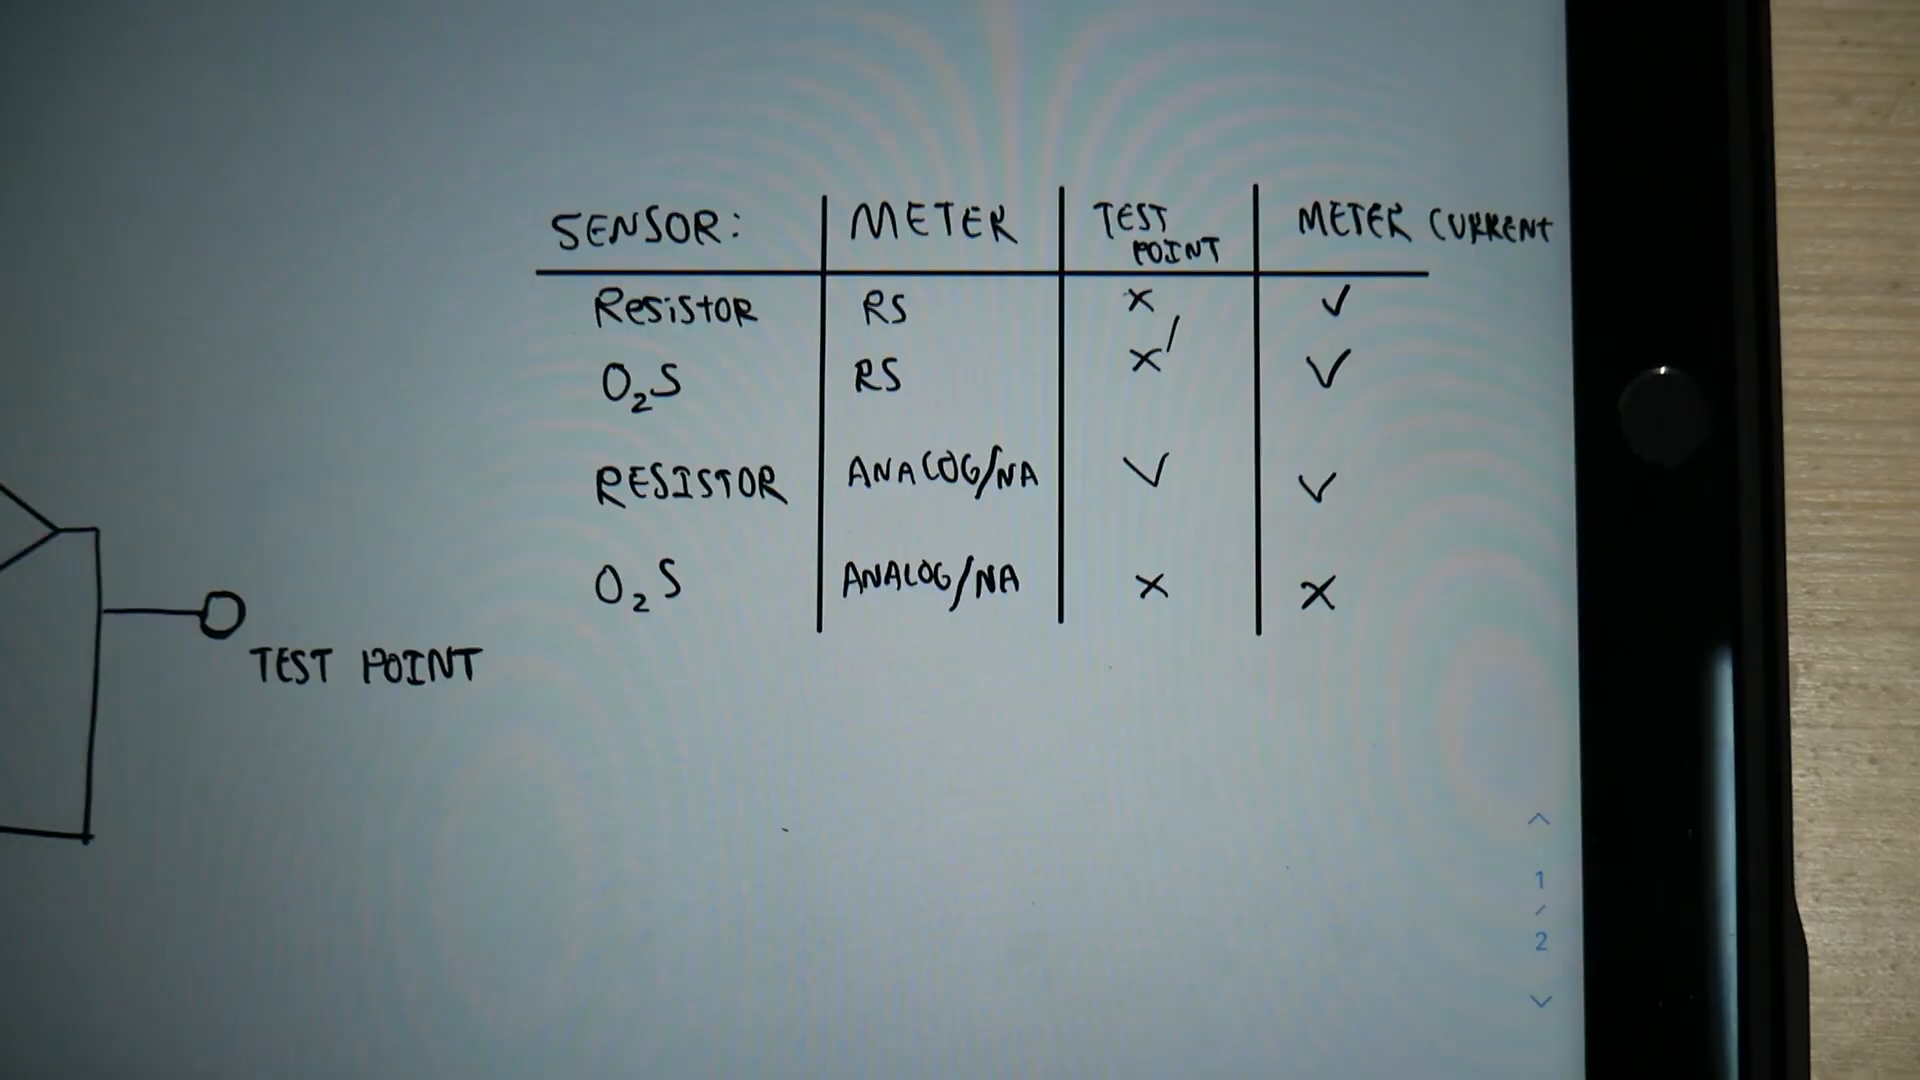 SENSOR: METER TEST POINT METER CURRENT
Resistor RS x ✓
O₂S RS x/ ✓
RESISTOR ANALOG/NA ✓ ✓
O₂S ANALOG/NA x x
TEST POINT
1
/
2